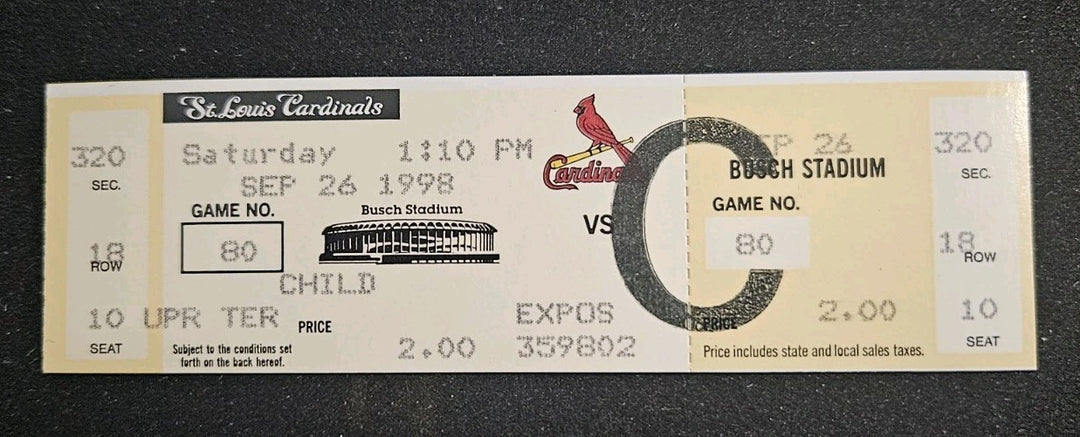 St. Louis Cardinals
320
SEC.
18
ROW
10
SEAT
Saturday 1:10 PM
SEP 26 1998
GAME NO.
80
Busch Stadium
CHILD
UPR TER
PRICE
2.00
Subject to the conditions set
forth on the back hereof.
Cardinals
VS
EXPOS
359802
C
SEP 26
BUSCH STADIUM
GAME NO.
80
PRICE
2.00
Price includes state and local sales taxes.
320
SEC.
18
ROW
10
SEAT